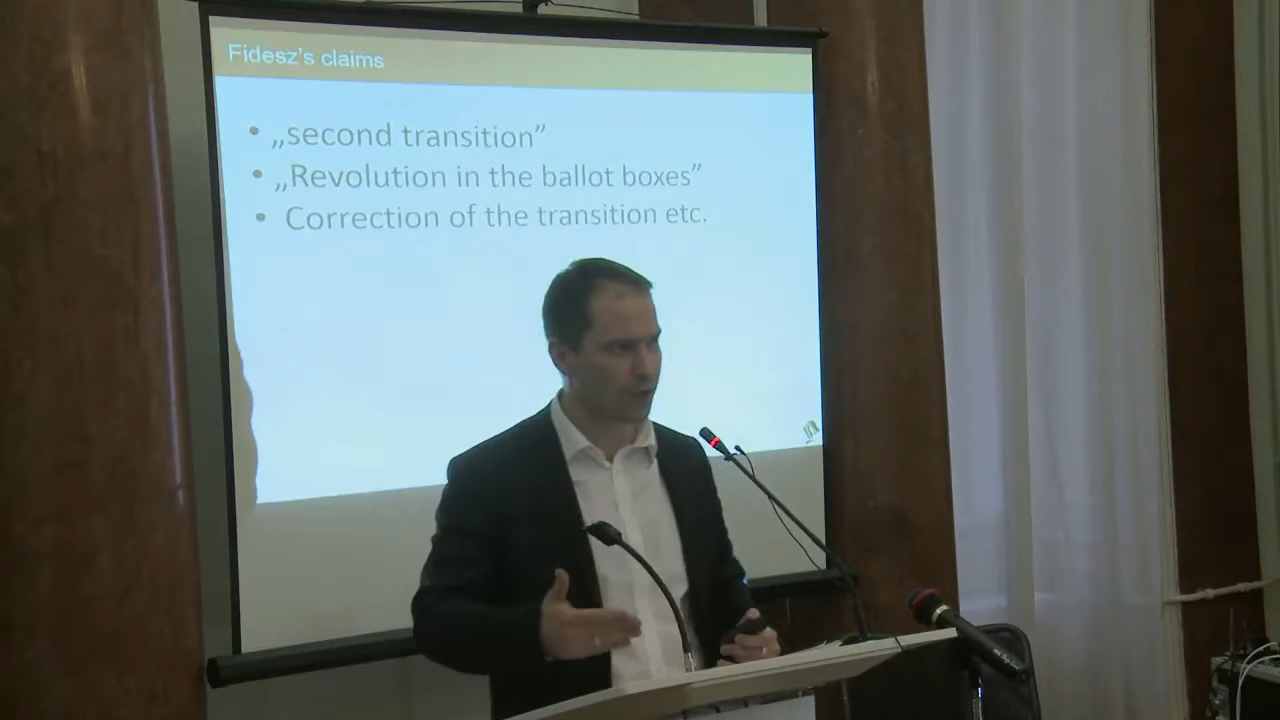 Fidesz's claims
• „second transition”
• „Revolution in the ballot boxes”
• Correction of the transition etc.